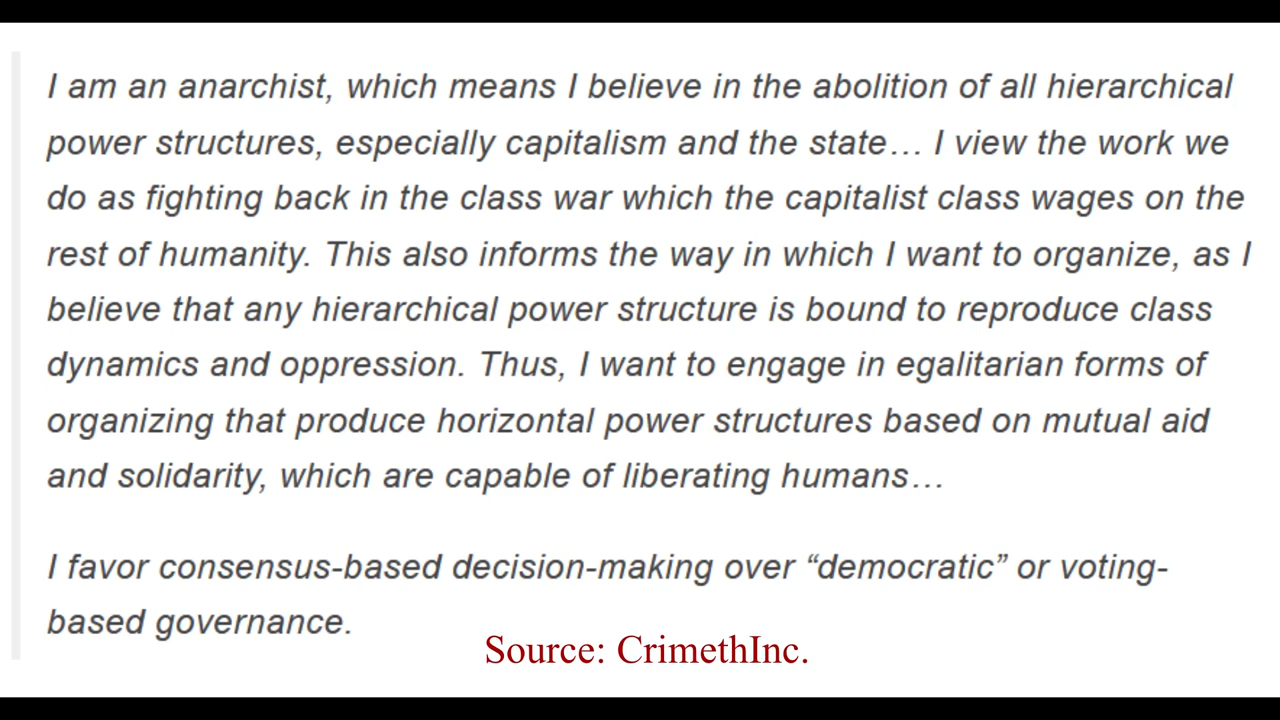 I am an anarchist, which means I believe in the abolition of all hierarchical
power structures, especially capitalism and the state… I view the work we
do as fighting back in the class war which the capitalist class wages on the
rest of humanity. This also informs the way in which I want to organize, as I
believe that any hierarchical power structure is bound to reproduce class
dynamics and oppression. Thus, I want to engage in egalitarian forms of
organizing that produce horizontal power structures based on mutual aid
and solidarity, which are capable of liberating humans…
I favor consensus-based decision-making over “democratic” or voting-
based governance.
Source: CrimethInc.